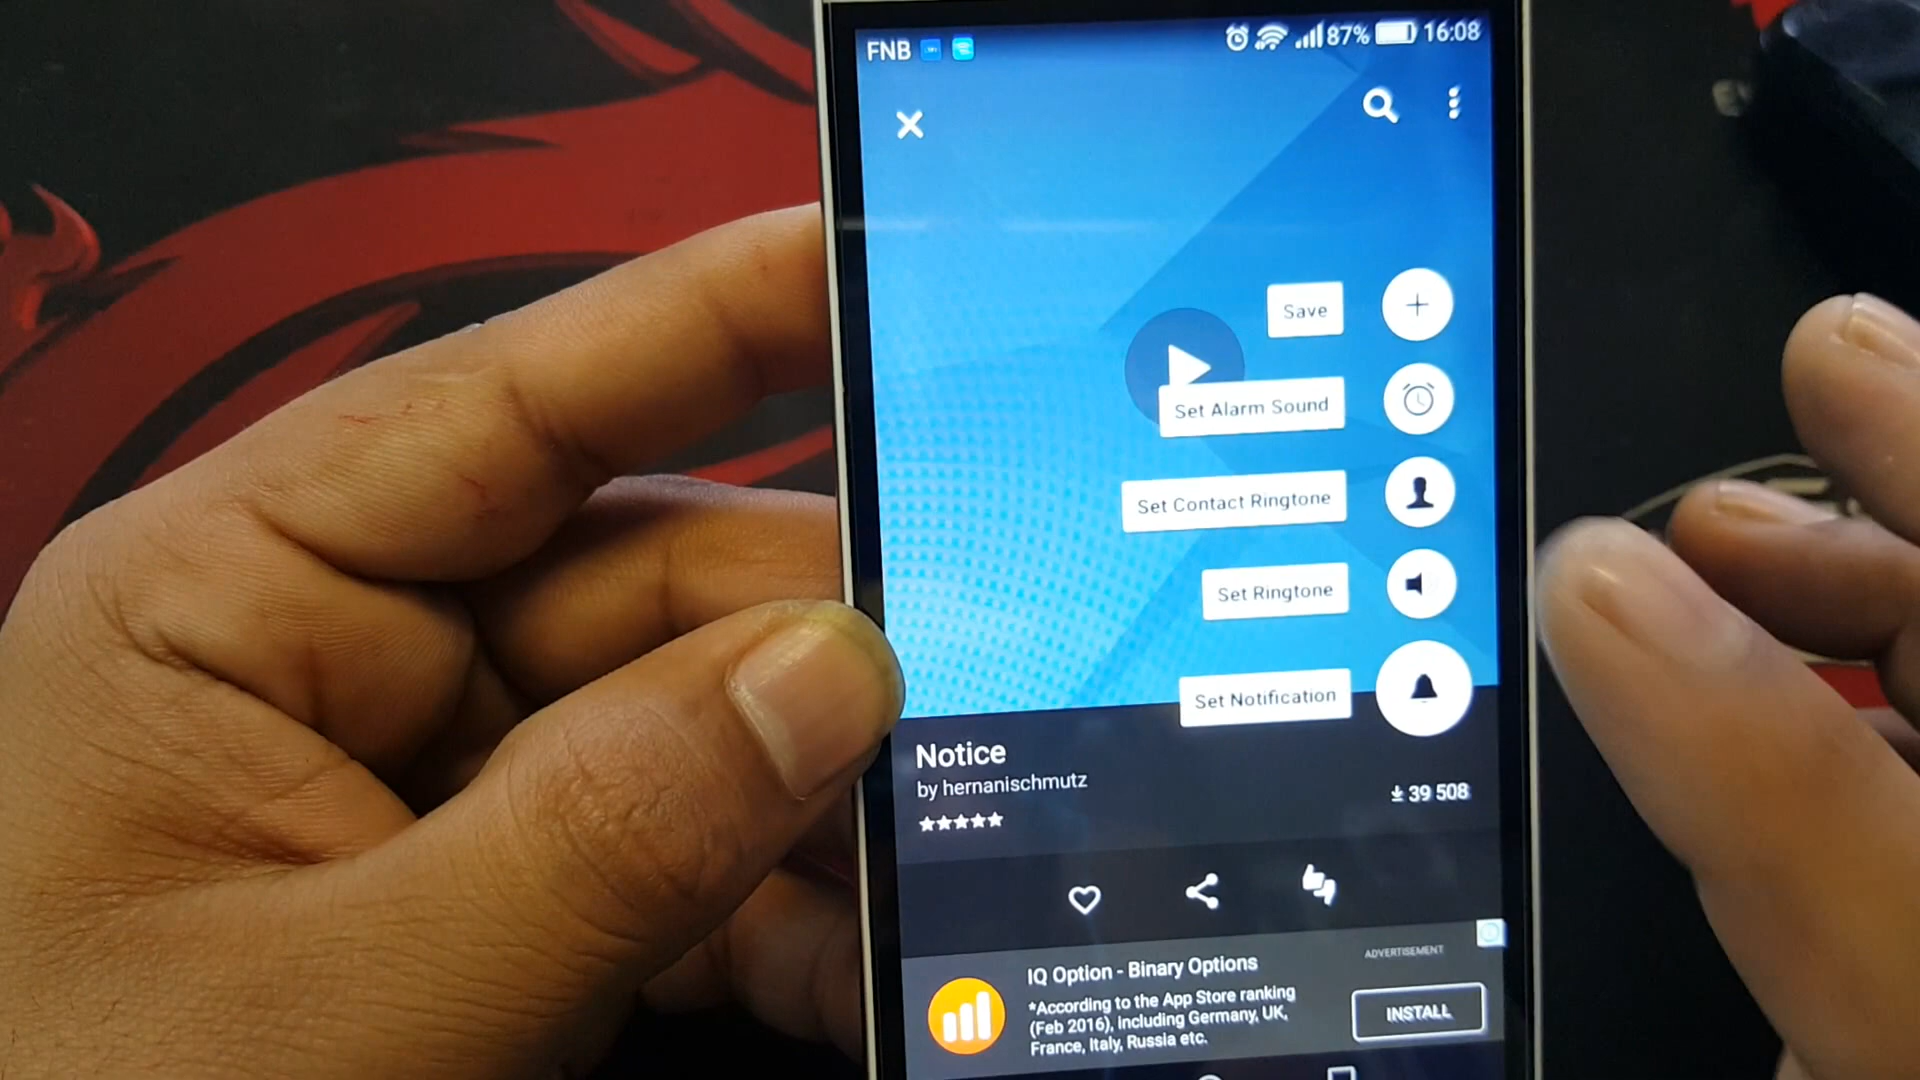 FNB 87% 16:08
Save
Set Alarm Sound
Set Contact Ringtone
Set Ringtone
Set Notification
Notice
by hernanischmutz
39 508
ADVERTISEMENT
IQ Option - Binary Options
*According to the App Store ranking
(Feb 2016), including Germany, UK,
France, Italy, Russia etc.
INSTALL